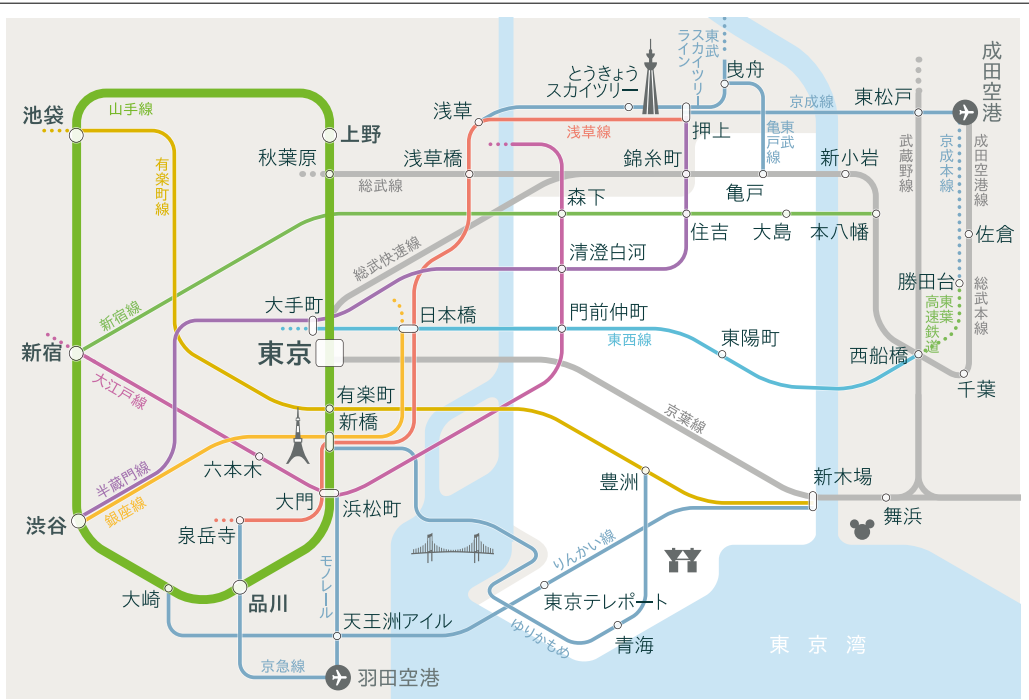 東武
スカイツリー
ライン
成田空港
とうきょう
スカイツリー
曳舟
東松戸
京成線
浅草
池袋
山手線
上野
浅草線
押上
東武
亀戸線
武蔵野線
京成本線
成田空港線
有楽町線
秋葉原
浅草橋
錦糸町
新小岩
総武線
亀戸
森下
住吉
大島
本八幡
佐倉
総武快速線
清澄白河
勝田台
総武本線
東葉
高速鉄道
大手町
新宿線
日本橋
門前仲町
東西線
東陽町
新宿
東京
西船橋
千葉
大江戸線
有楽町
新橋
京葉線
六本木
半蔵門線
銀座線
大門
浜松町
豊洲
新木場
舞浜
渋谷
泉岳寺
りんかい線
モノレール
大崎
品川
東京テレポート
天王洲アイル
ゆりかもめ
青海
東京湾
京急線
羽田空港